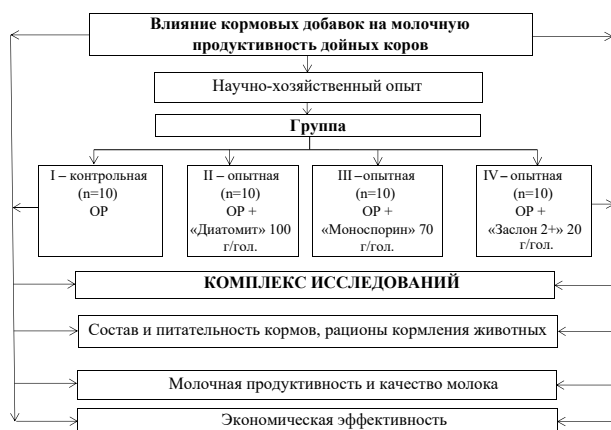 Влияние кормовых добавок на молочную
продуктивность дойных коров
Научно-хозяйственный опыт
Группа
I – контрольная
(n=10)
ОР
II – опытная
(n=10)
ОР +
«Диатомит» 100
г/гол.
III – опытная
(n=10)
ОР +
«Моноспорин» 70
г/гол.
IV – опытная
(n=10)
ОР +
«Заслон 2+» 20
г/гол.
КОМПЛЕКС ИССЛЕДОВАНИЙ
Состав и питательность кормов, рационы кормления животных
Молочная продуктивность и качество молока
Экономическая эффективность